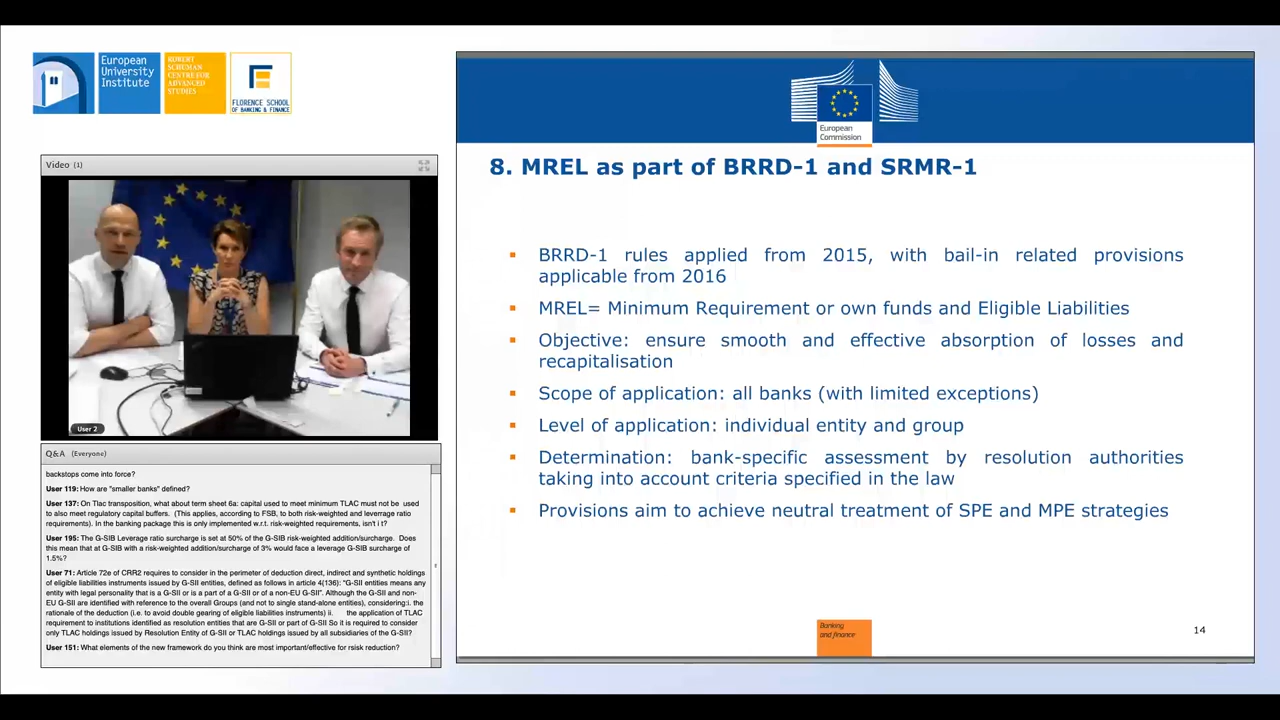 European
University
Institute
ROBERT
SCHUMAN
CENTRE FOR
ADVANCED
STUDIES
FLORENCE SCHOOL
OF BANKING & FINANCE
European
Commission
Video (1)
User 2
Q&A (Everyone)
backstops come into force?
User 119: How are "smaller banks" defined?
User 137: On Tlac transposition, what about term sheet 6a: capital used to meet minimum TLAC must not be used
to also meet regulatory capital buffers. (This applies, according to FSB, to both risk-weighted and leverrage ratio
requirements). In the banking package this is only implemented w.r.t. risk-weighted requirements, isn't i t?
User 195: The G-SIB Leverage ratio surcharge is set at 50% of the G-SIB risk-weighted addition/surcharge. Does
this mean that at G-SIB with a risk-weighted addition/surcharge of 3% would face a leverage G-SIB surcharge of
1.5%?
User 71: Article 72e of CRR2 requires to consider in the perimeter of deduction direct, indirect and synthetic holdings
of eligible liabilities instruments issued by G-SII entities, defined as follows in article 4(136): "G-SII entities means any
entity with legal personality that is a G-SII or is a part of a G-SII or of a non-EU G-SII". Although the G-SII and non-
EU G-SII are identified with reference to the overall Groups (and not to single stand-alone entities), considering:i. the
rationale of the deduction (i.e. to avoid double gearing of eligible liabilities instruments) ii. the application of TLAC
requirement to institutions identified as resolution entities that are G-SII or part of G-SII So it is required to consider
only TLAC holdings issued by Resolution Entity of G-SII or TLAC holdings issued by all subsidiaries of the G-SII?
User 151: What elements of the new framework do you think are most important/effective for rsisk reduction?
8. MREL as part of BRRD-1 and SRMR-1
▪ BRRD-1 rules applied from 2015, with bail-in related provisions
applicable from 2016
▪ MREL= Minimum Requirement or own funds and Eligible Liabilities
▪ Objective: ensure smooth and effective absorption of losses and
recapitalisation
▪ Scope of application: all banks (with limited exceptions)
▪ Level of application: individual entity and group
▪ Determination: bank-specific assessment by resolution authorities
taking into account criteria specified in the law
▪ Provisions aim to achieve neutral treatment of SPE and MPE strategies
Banking
and finance
14